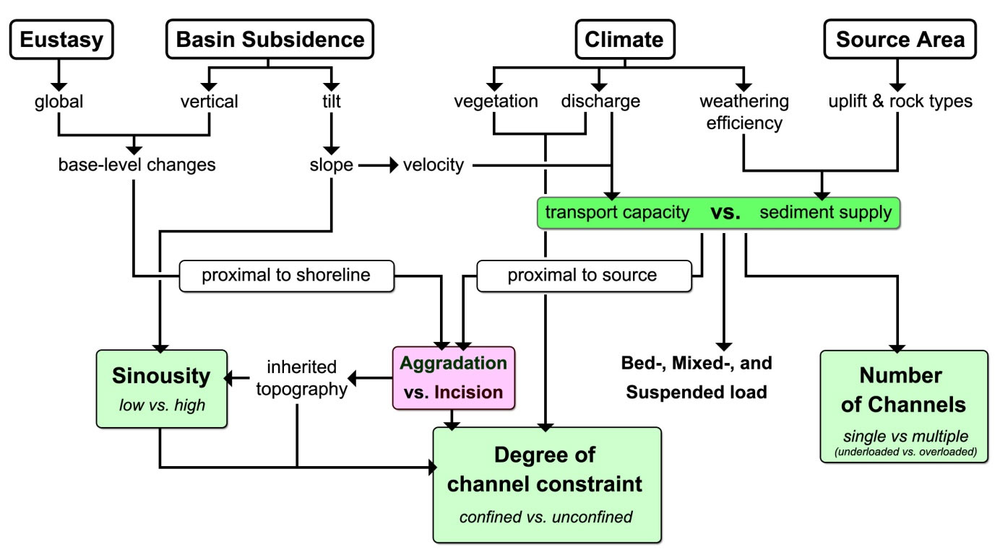 Eustasy
Basin Subsidence
Climate
Source Area
global
vertical
tilt
vegetation
discharge
weathering
efficiency
uplift & rock types
base-level changes
slope
velocity
transport capacity vs. sediment supply
proximal to shoreline
proximal to source
Sinousity
low vs. high
inherited
topography
Aggradation
vs. Incision
Bed-, Mixed-, and
Suspended load
Number
of Channels
single vs multiple
(underloaded vs. overloaded)
Degree of
channel constraint
confined vs. unconfined